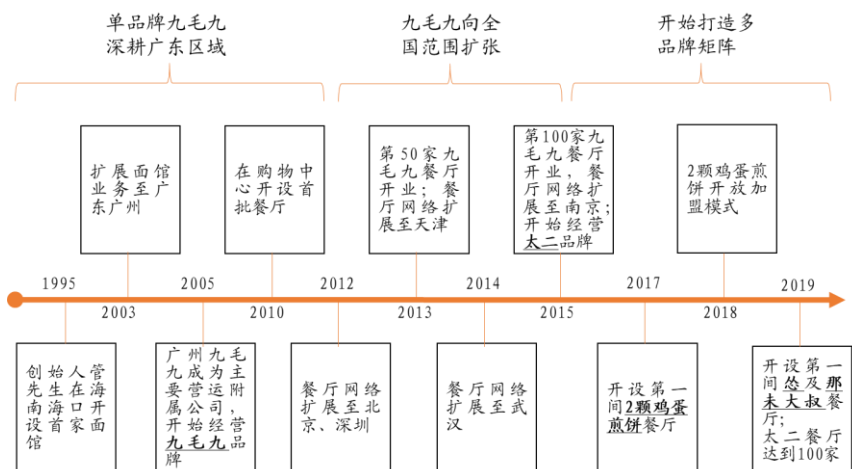 单品牌九毛九
深耕广东区域
九毛九向全
国范围扩张
开始打造多
品牌矩阵
扩展面馆
业务至广
东广州
在购物中
心开设首
批餐厅
第50家九
毛九餐厅
开业；餐
厅网络扩
展至天津
第100家九
毛九餐厅
开业，餐
厅网络扩
展至南京；
开始经营
太二品牌
2颗鸡蛋煎
饼开放加
盟模式
1995
2003
2005
2010
2012
2013
2014
2015
2017
2018
2019
创始人管
先生在海
南海口开
设首家面
馆
广州九毛
九成为主
要营运附
属公司，
开始经营
九毛九品
牌
餐厅网络
扩展至北
京、深圳
餐厅网络
扩展至武
汉
开设第一
间2颗鸡蛋
煎饼餐厅
开设第一
间怂及那
未大叔餐
厅；
太二餐厅
达到100家